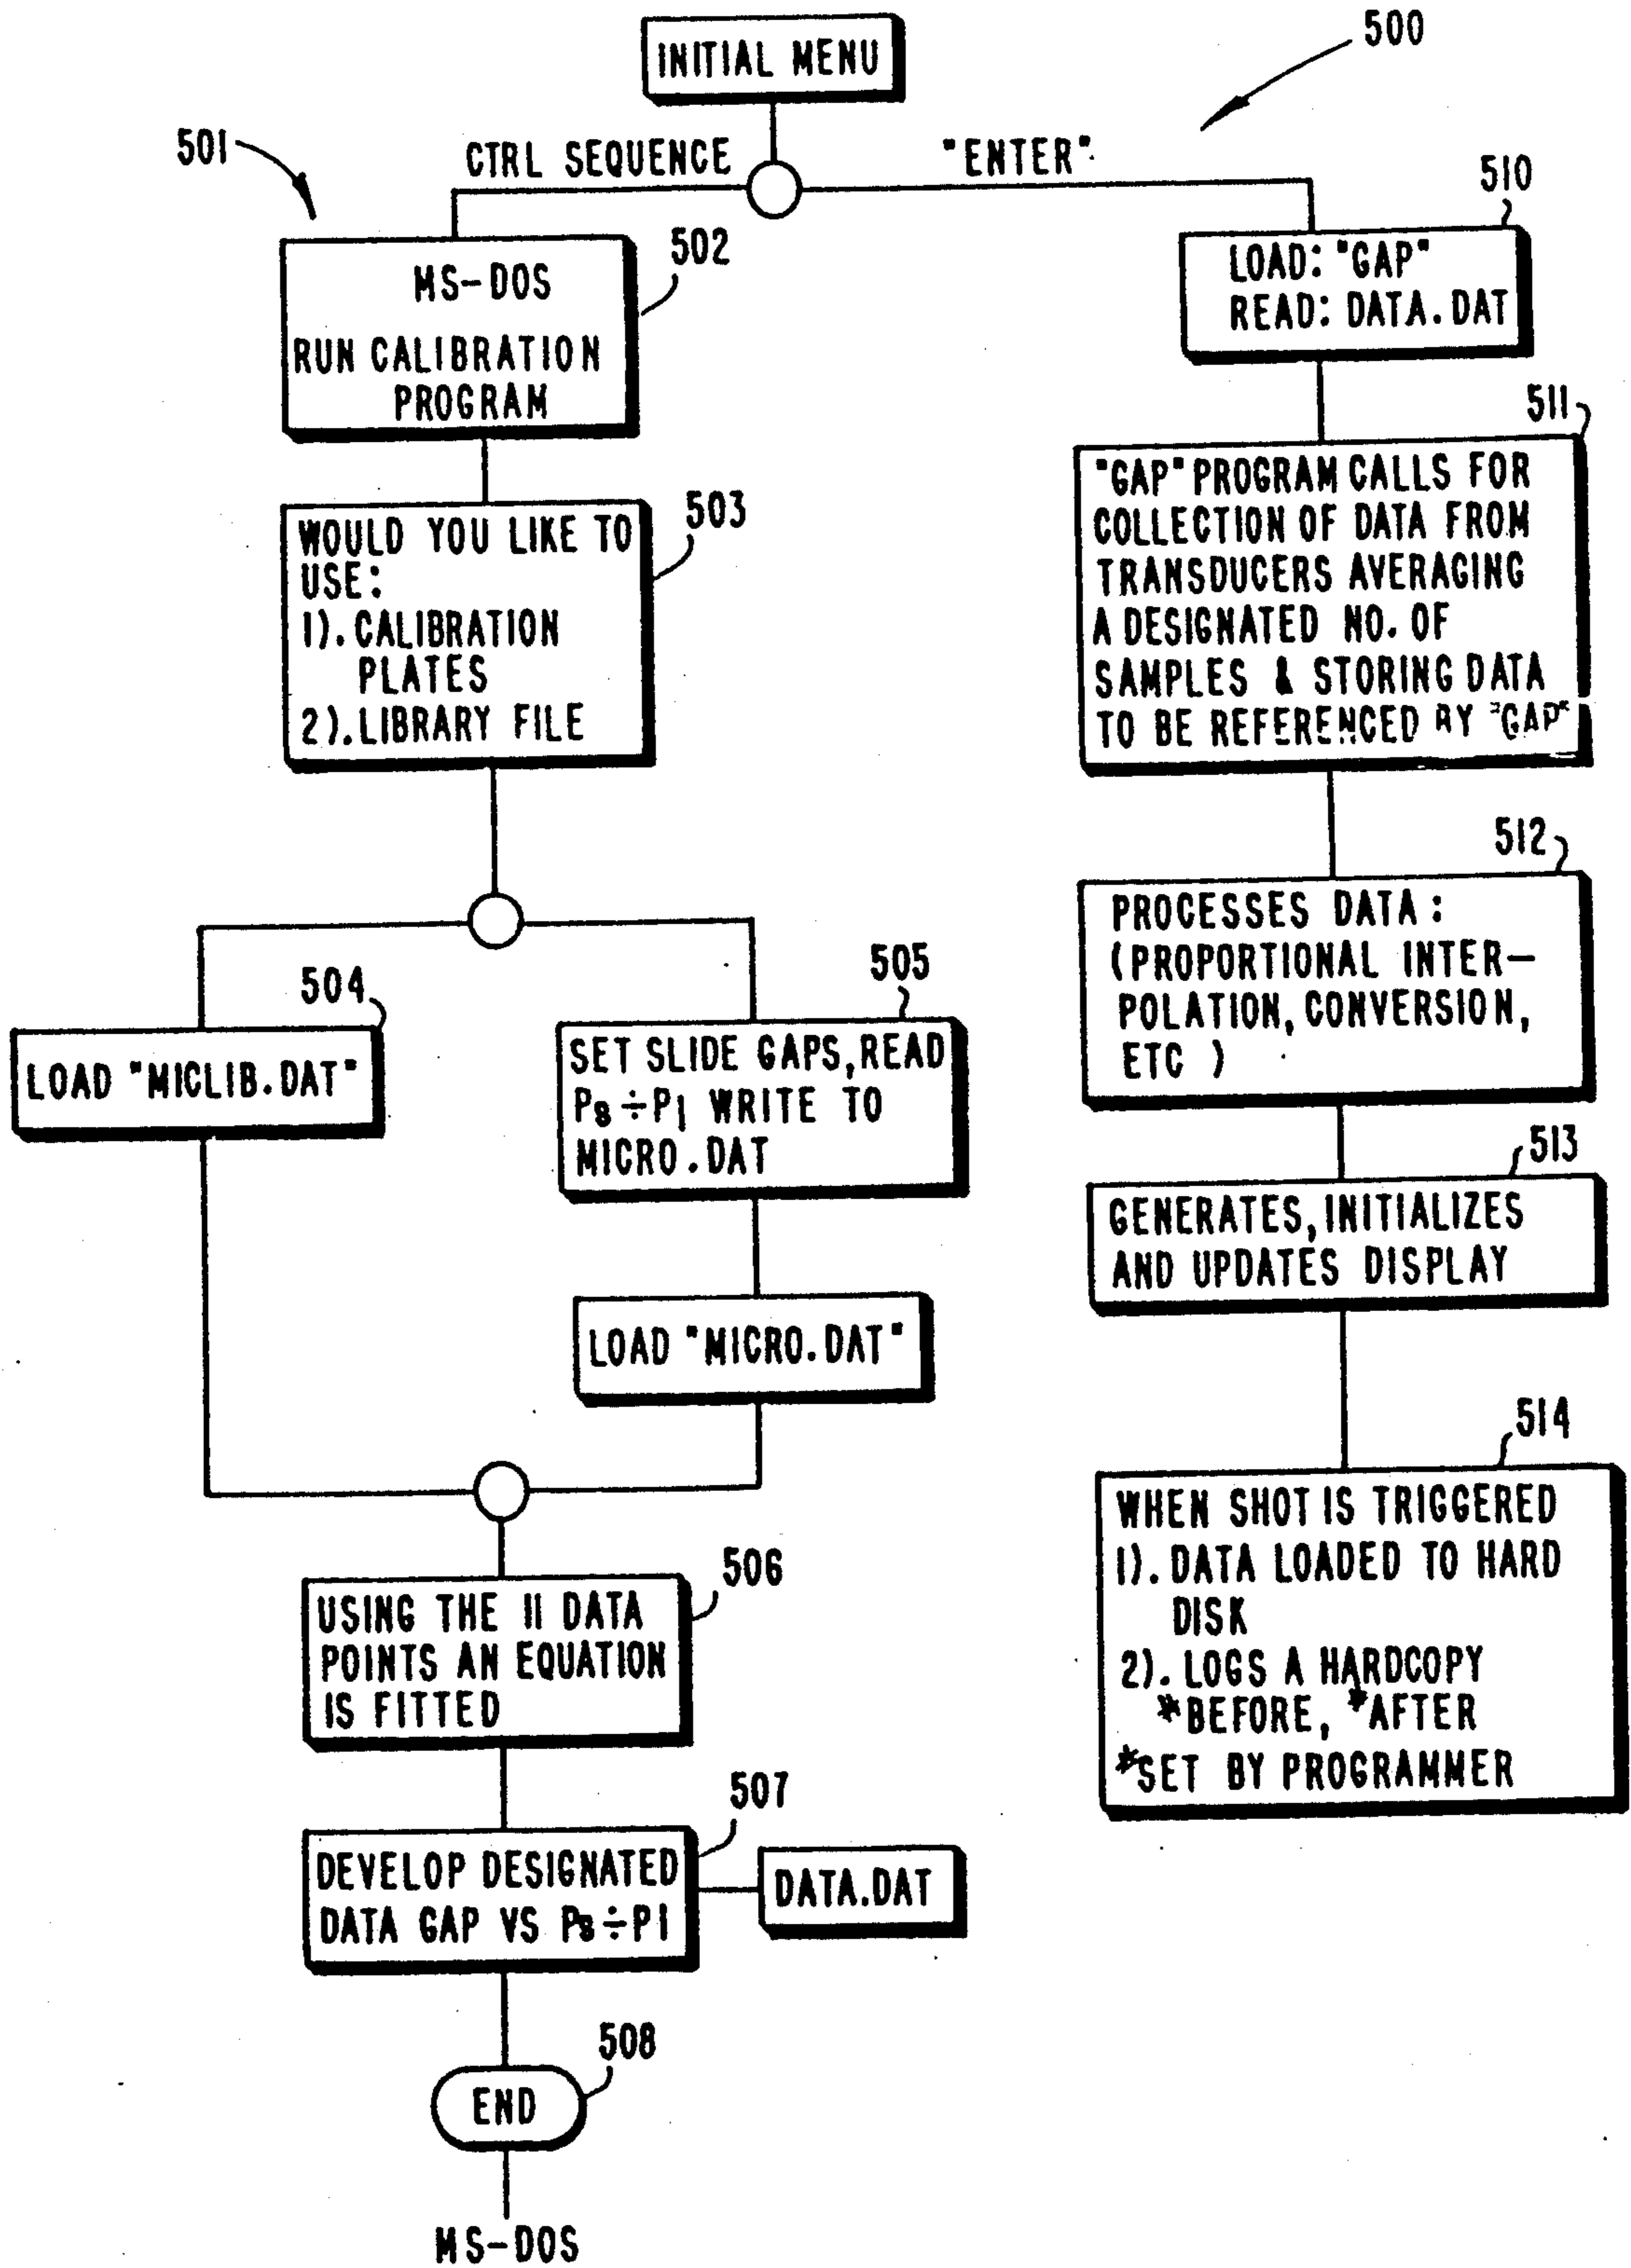 INITIAL MENU
500
501
CTRL SEQUENCE
"ENTER"
MS-DOS
RUN CALIBRATION
PROGRAM
502
WOULD YOU LIKE TO
USE:
1). CALIBRATION
PLATES
2). LIBRARY FILE
503
504
LOAD "MICLIB.DAT"
505
SET SLIDE GAPS, READ
Ps÷P1 WRITE TO
MICRO.DAT
LOAD "MICRO.DAT"
506
USING THE 11 DATA
POINTS AN EQUATION
IS FITTED
507
DEVELOP DESIGNATED
DATA GAP VS Ps÷P1
DATA.DAT
508
END
MS-DOS
510
LOAD: "GAP"
READ: DATA.DAT
511
"GAP" PROGRAM CALLS FOR
COLLECTION OF DATA FROM
TRANSDUCERS AVERAGING
A DESIGNATED NO. OF
SAMPLES & STORING DATA
TO BE REFERENCED BY "GAP"
512
PROCESSES DATA:
(PROPORTIONAL INTER-
POLATION, CONVERSION,
ETC )
513
GENERATES, INITIALIZES
AND UPDATES DISPLAY
514
WHEN SHOT IS TRIGGERED
1). DATA LOADED TO HARD
DISK
2). LOGS A HARDCOPY
*BEFORE, *AFTER
*SET BY PROGRAMMER